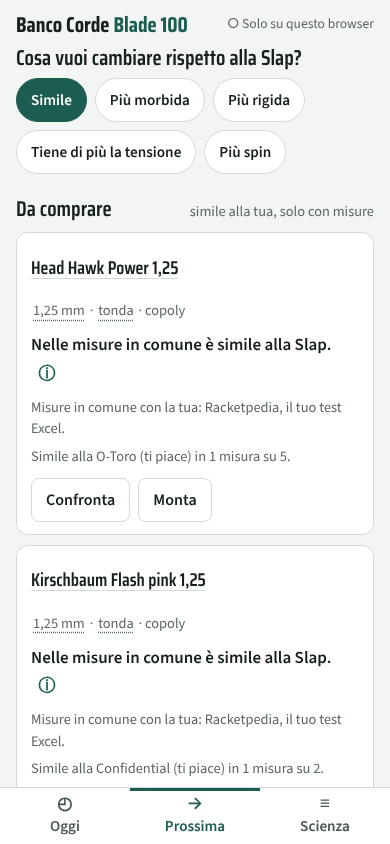 Banco Corde Blade 100
Solo su questo browser
Cosa vuoi cambiare rispetto alla Slap?
Simile
Più morbida
Più rigida
Tiene di più la tensione
Più spin
Da comprare
simile alla tua, solo con misure
Head Hawk Power 1,25
1,25 mm · tonda · copoly
Nelle misure in comune è simile alla Slap.
ⓘ
Misure in comune con la tua: Racketpedia, il tuo test
Excel.
Simile alla O-Toro (ti piace) in 1 misura su 5.
Confronta
Monta
Kirschbaum Flash pink 1,25
1,25 mm · tonda · copoly
Nelle misure in comune è simile alla Slap.
ⓘ
Misure in comune con la tua: Racketpedia, il tuo test
Excel.
Simile alla Confidential (ti piace) in 1 misura su 2.
Oggi
Prossima
Scienza